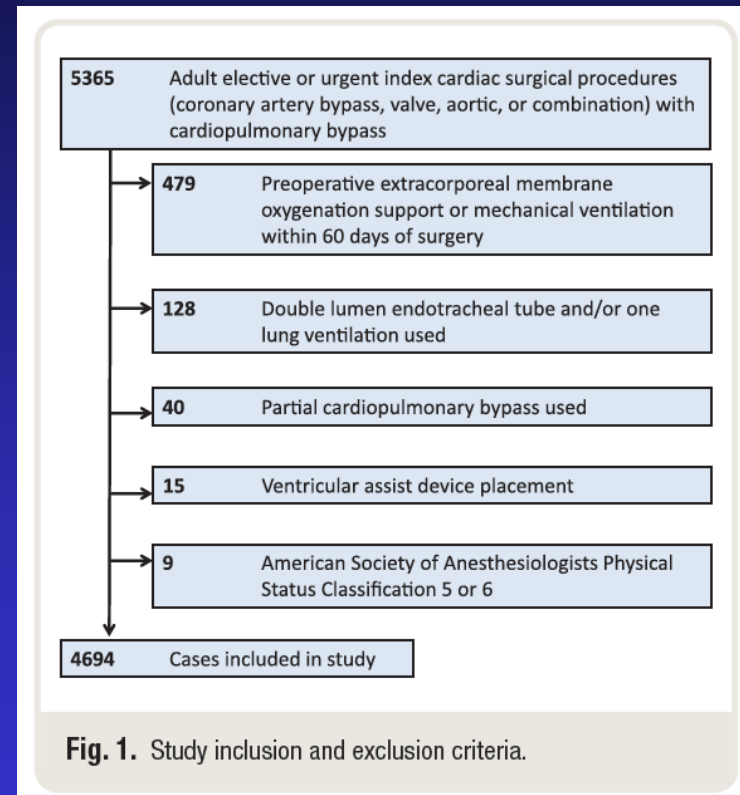 5365 Adult elective or urgent index cardiac surgical procedures
(coronary artery bypass, valve, aortic, or combination) with
cardiopulmonary bypass
479 Preoperative extracorporeal membrane
oxygenation support or mechanical ventilation
within 60 days of surgery
128 Double lumen endotracheal tube and/or one
lung ventilation used
40 Partial cardiopulmonary bypass used
15 Ventricular assist device placement
9 American Society of Anesthesiologists Physical
Status Classification 5 or 6
4694 Cases included in study
Fig. 1. Study inclusion and exclusion criteria.